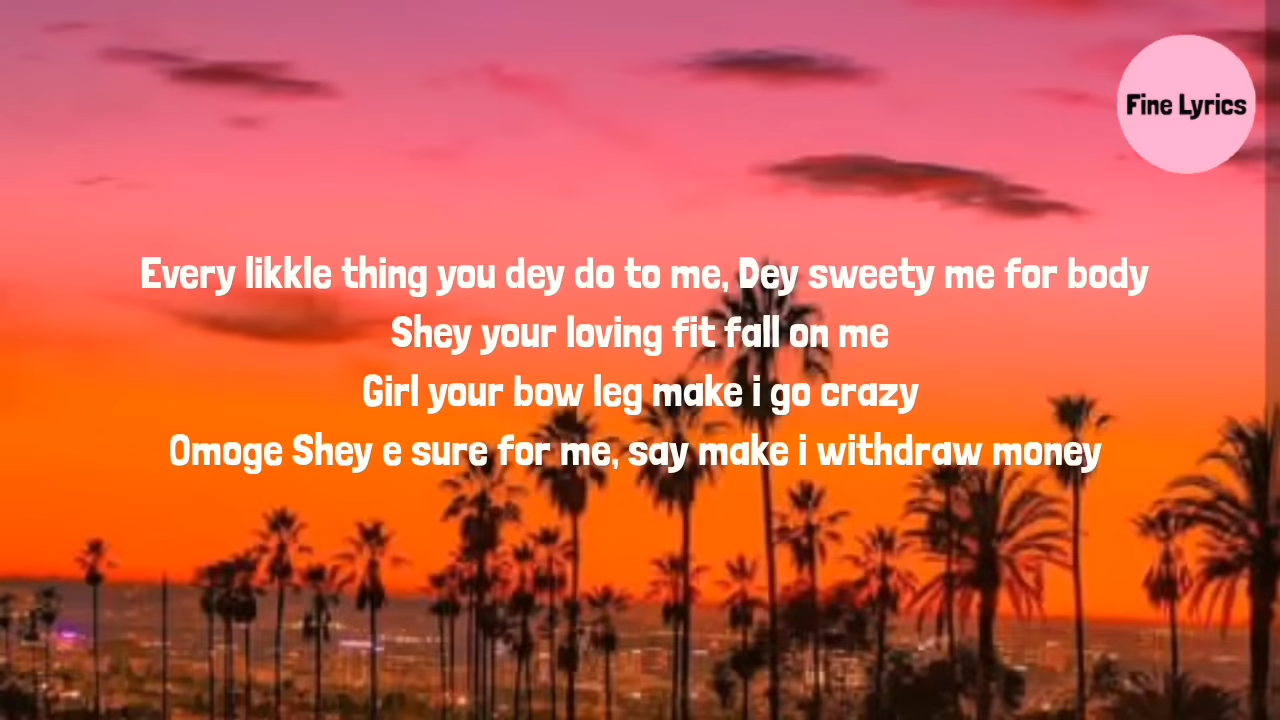 Fine Lyrics
Every likkle thing you dey do to me, Dey sweety me for body
Shey your loving fit fall on me
Girl your bow leg make i go crazy
Omoge Shey e sure for me, say make i withdraw money